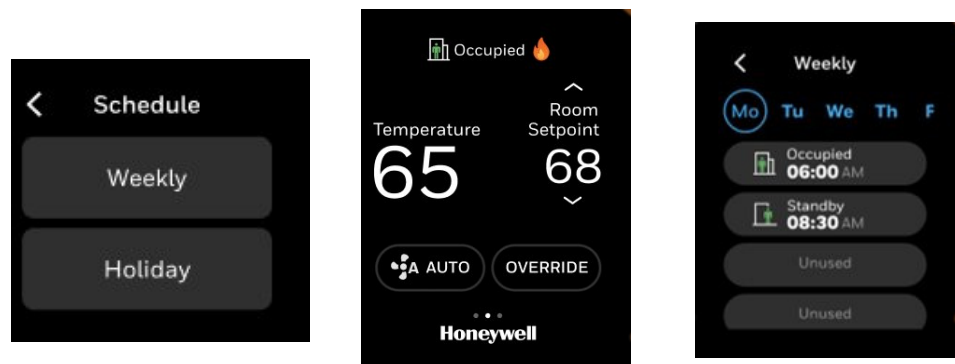 Schedule
Weekly
Holiday
Occupied
Temperature
65
Room
Setpoint
68
A AUTO
OVERRIDE
Honeywell
Weekly
Mo Tu We Th F
Occupied
06:00 AM
Standby
08:30 AM
Unused
Unused